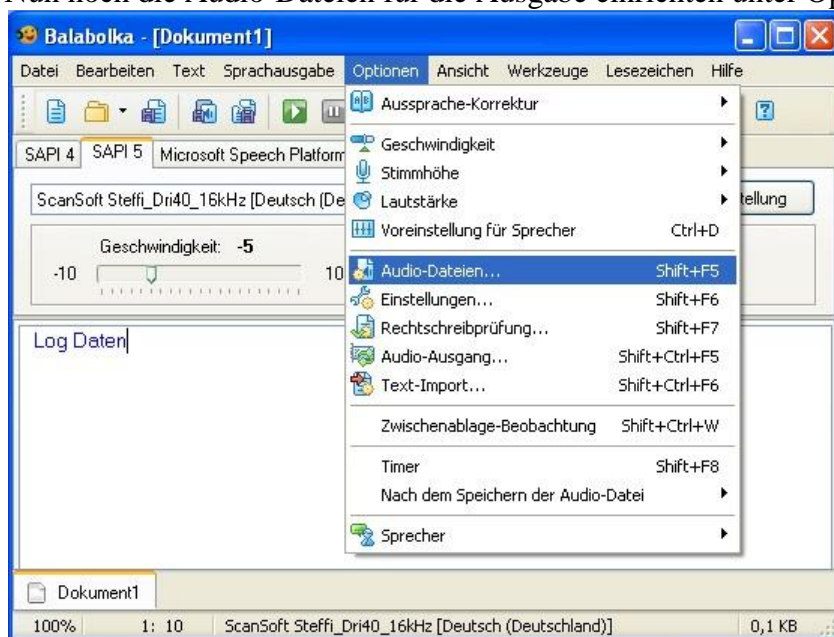 Nun noch die Audio-Dateien für die Ausgabe einrichten unter
Balabolka - [Dokument1]
Datei Bearbeiten Text Sprachausgabe Optionen Ansicht Werkzeuge Lesezeichen Hilfe
Aussprache-Korrektur
SAPI 4 SAPI 5 Microsoft Speech Platform
Geschwindigkeit
Stimmhöhe
ScanSoft Steffi_Dri40_16kHz [Deutsch (De
Lautstärke
tellung
Voreinstellung für Sprecher Ctrl+D
Geschwindigkeit: -5
-10 10
Audio-Dateien... Shift+F5
Einstellungen... Shift+F6
Rechtschreibprüfung... Shift+F7
Log Daten
Audio-Ausgang... Shift+Ctrl+F5
Text-Import... Shift+Ctrl+F6
Zwischenablage-Beobachtung Shift+Ctrl+W
Timer Shift+F8
Nach dem Speichern der Audio-Datei
Sprecher
Dokument1
100% 1: 10 ScanSoft Steffi_Dri40_16kHz [Deutsch (Deutschland)] 0,1 KB